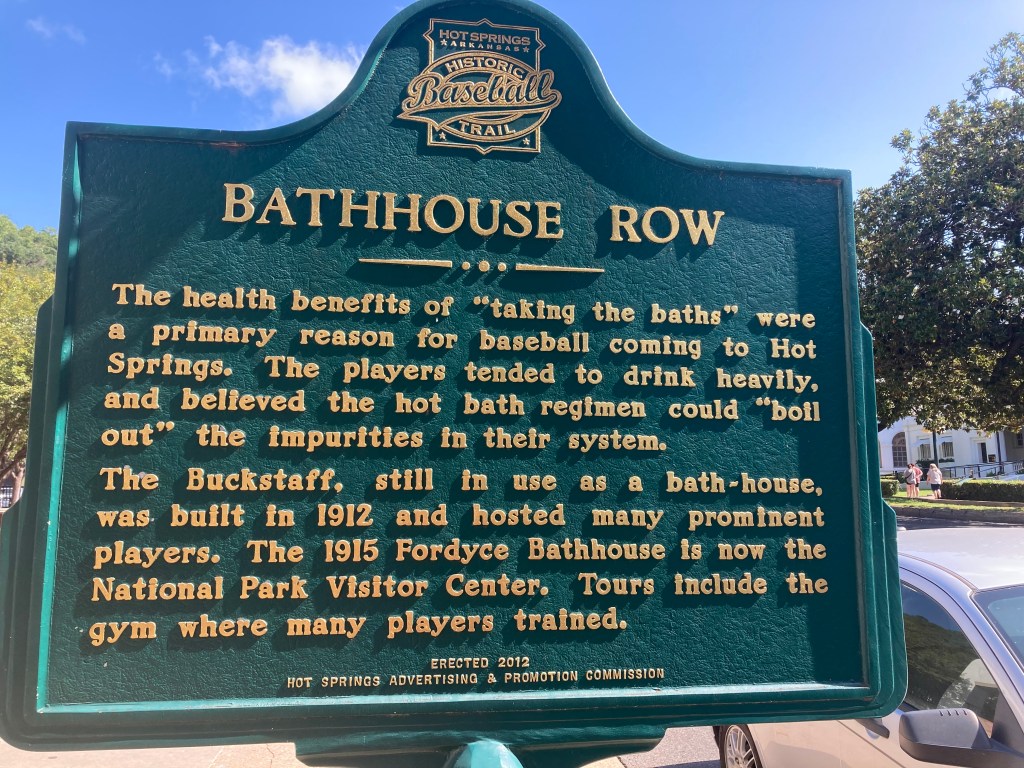 HOT SPRINGS
ARKANSAS
HISTORIC
Baseball
TRAIL
BATHHOUSE ROW
The health benefits of "taking the baths" were
a primary reason for baseball coming to Hot
Springs. The players tended to drink heavily,
and believed the hot bath regimen could "boil
out" the impurities in their system.
The Buckstaff, still in use as a bath-house,
was built in 1912 and hosted many prominent
players. The 1915 Fordyce Bathhouse is now the
National Park Visitor Center. Tours include the
gym where many players trained.
ERECTED 2012
HOT SPRINGS ADVERTISING & PROMOTION COMMISSION